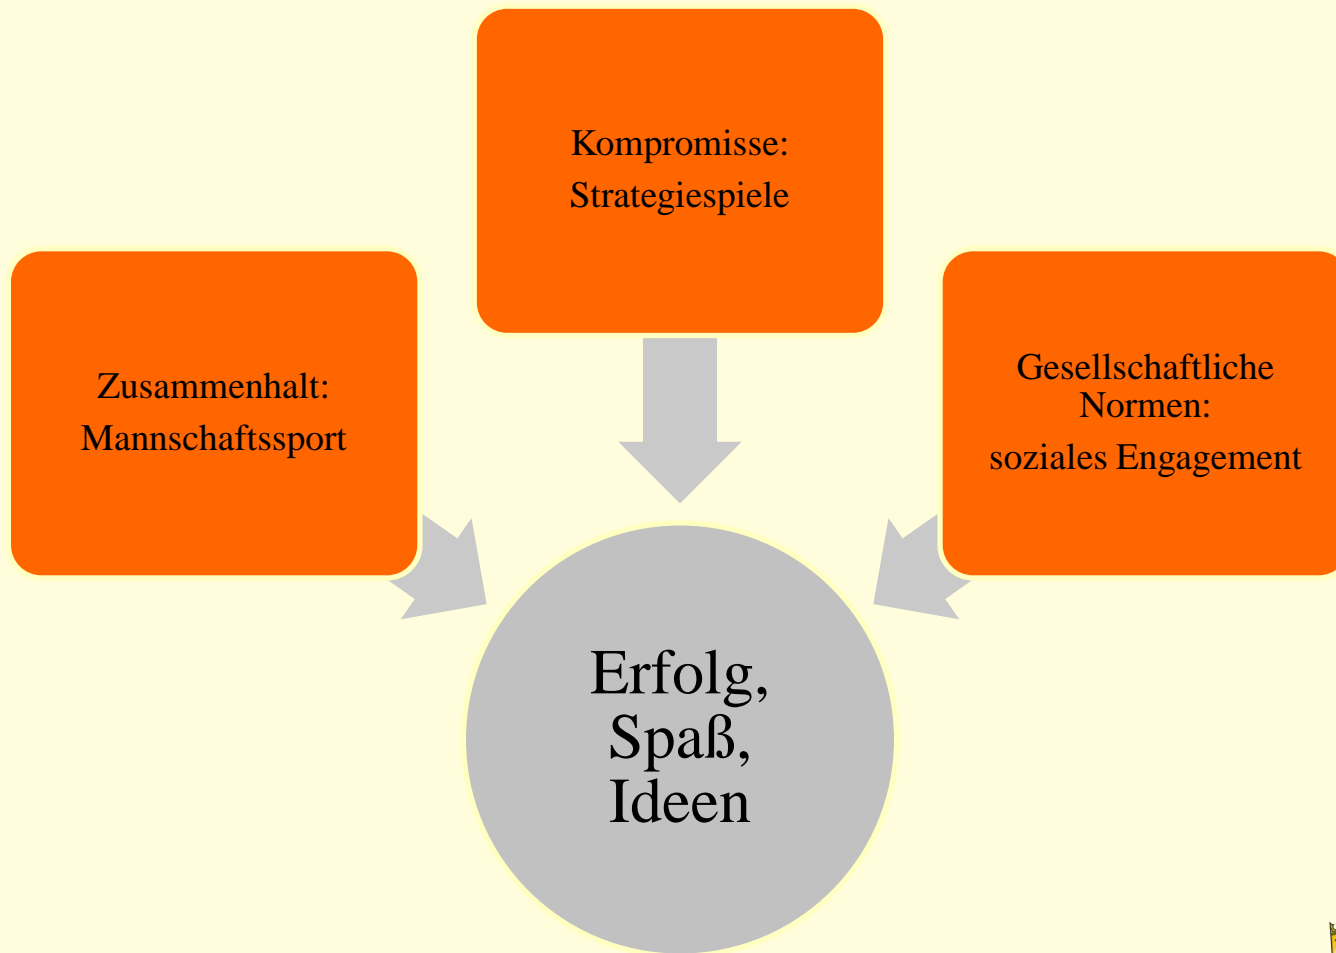 Kompromisse:
Strategiespiele
Zusammenhalt:
Mannschaftssport
Gesellschaftliche
Normen:
soziales Engagement
Erfolg,
Spaß,
Ideen